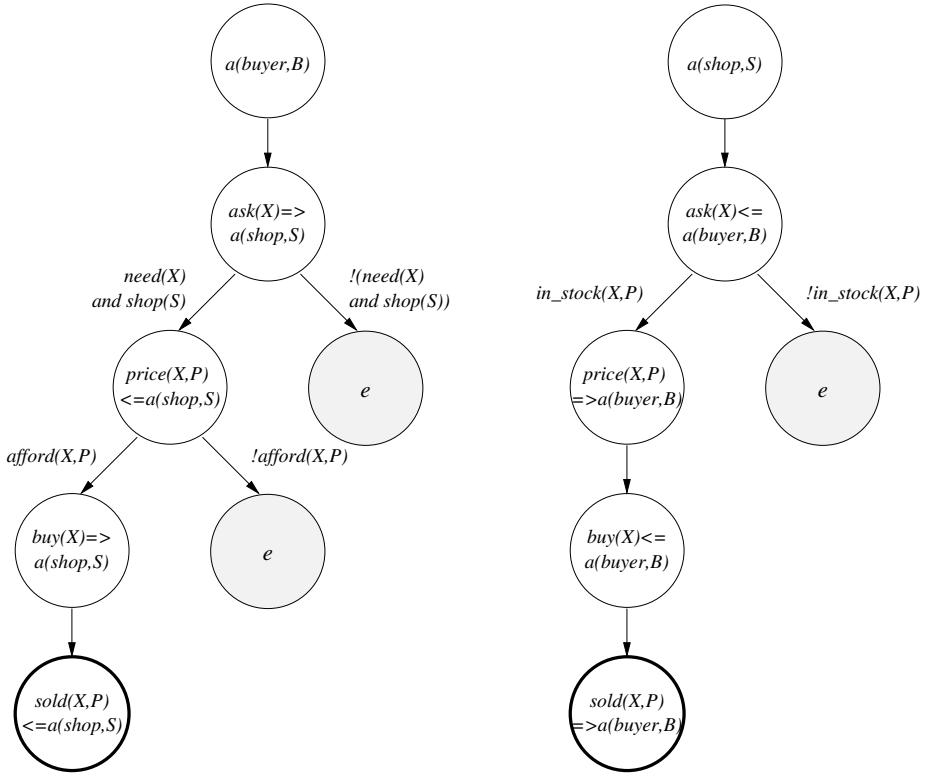 a(buyer,B)
ask(X)=>
a(shop,S)
need(X)
and shop(S)
!(need(X)
and shop(S))
price(X,P)
<=a(shop,S)
e
afford(X,P)
!afford(X,P)
buy(X)=>
a(shop,S)
e
sold(X,P)
<=a(shop,S)
a(shop,S)
ask(X)<=
a(buyer,B)
in_stock(X,P)
!in_stock(X,P)
price(X,P)
=>a(buyer,B)
e
buy(X)<=
a(buyer,B)
sold(X,P)
=>a(buyer,B)